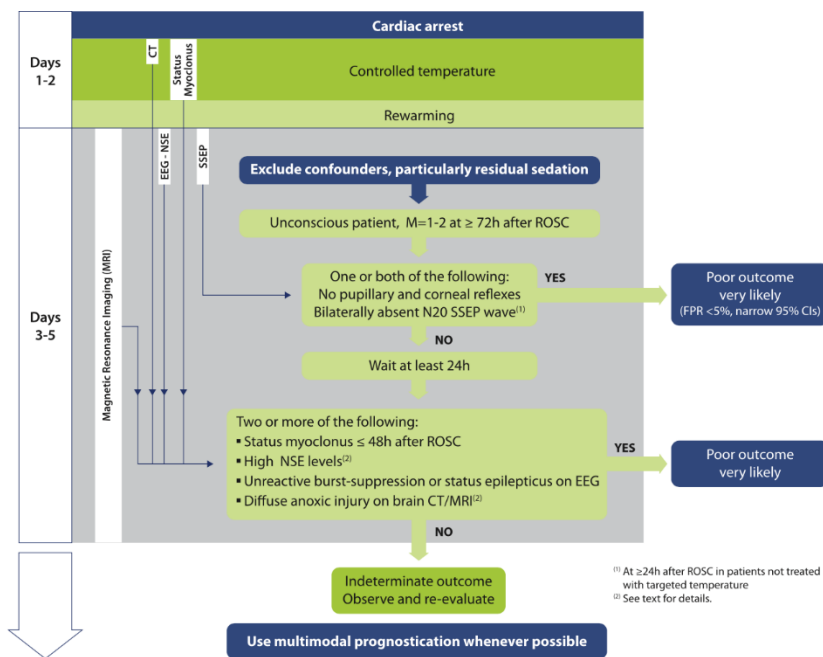 Cardiac arrest
Days
1-2
CT
Status
Myoclonus
Controlled temperature
Rewarming
Days
3-5
Magnetic Resonance Imaging (MRI)
EEG - NSE
SSEP
Exclude confounders, particularly residual sedation
Unconscious patient, M=1-2 at ≥ 72h after ROSC
One or both of the following:
No pupillary and corneal reflexes
Bilaterally absent N20 SSEP wave(1)
YES
Poor outcome
very likely
(FPR <5%, narrow 95% CIs)
NO
Wait at least 24h
Two or more of the following:
▪ Status myoclonus ≤ 48h after ROSC
▪ High NSE levels(2)
▪ Unreactive burst-suppression or status epilepticus on EEG
▪ Diffuse anoxic injury on brain CT/MRI(2)
YES
Poor outcome
very likely
NO
Indeterminate outcome
Observe and re-evaluate
(1) At ≥24h after ROSC in patients not treated
with targeted temperature
(2) See text for details.
Use multimodal prognostication whenever possible